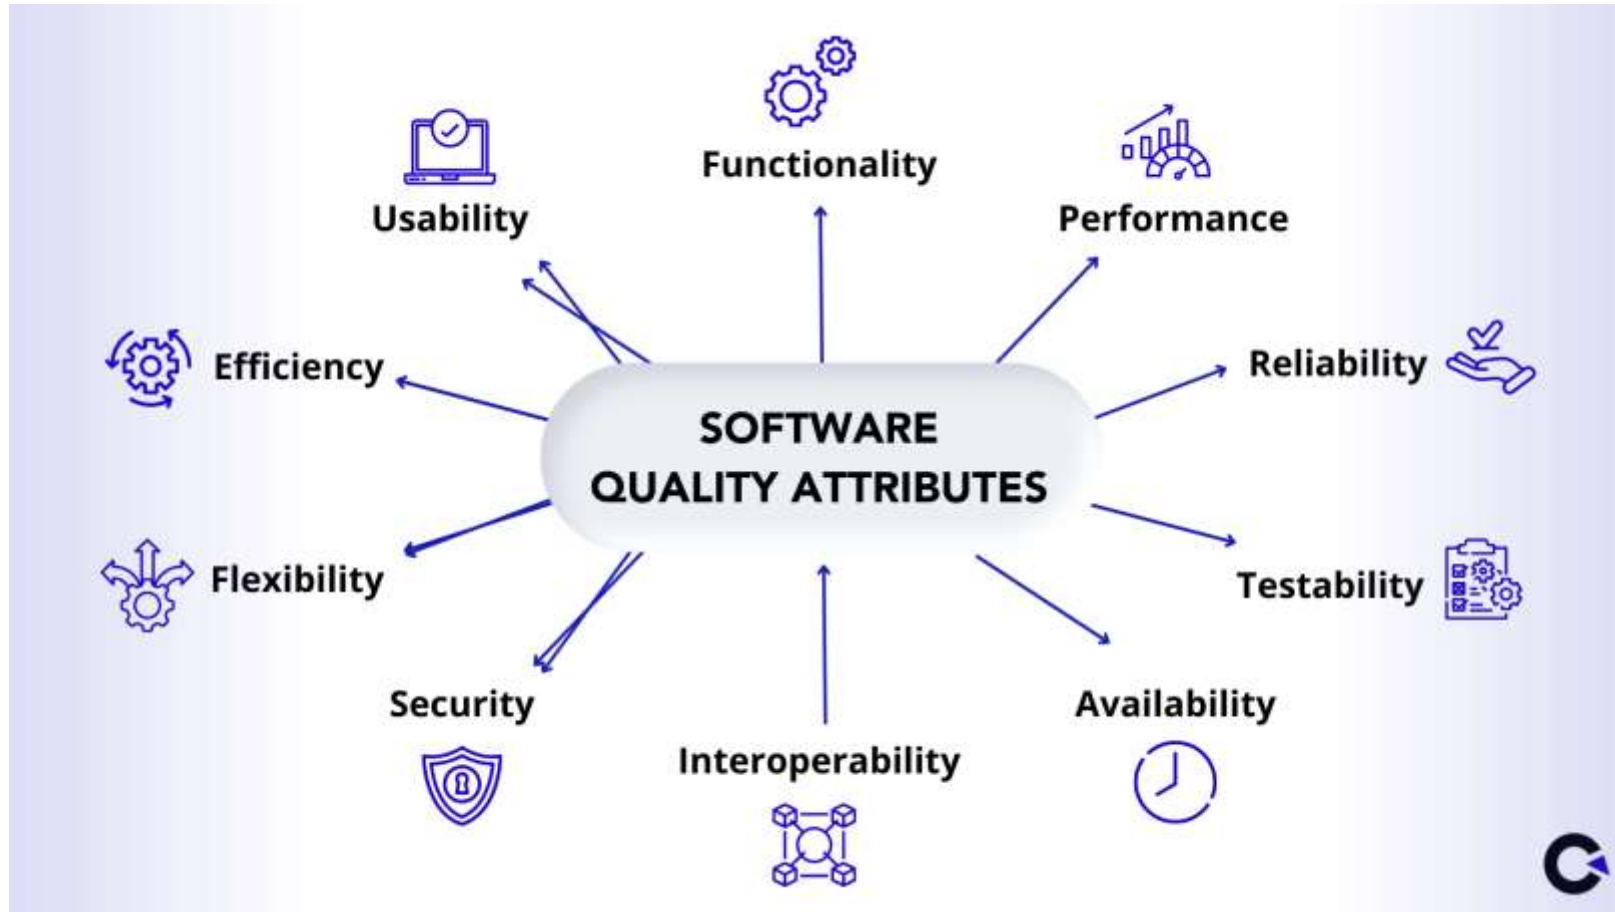 Functionality
Usability
Performance
Efficiency
Reliability
SOFTWARE
QUALITY ATTRIBUTES
Flexibility
Testability
Security
Availability
Interoperability